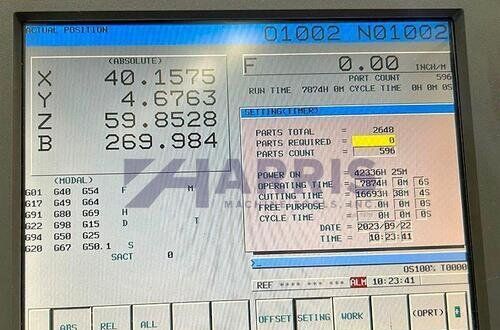 ACTUAL POSITION O1002 N01002
(ABSOLUTE)
X 40.1575
Y 4.6763
Z 59.8528
B 269.984
F 0.00 INCH/M
PART COUNT 596
RUN TIME 7874H 0M CYCLE TIME 0H 0M 0S
SETTING(TIMER)
PARTS TOTAL = 2648
PARTS REQUIRED = 0
PARTS COUNT = 596
POWER ON = 42336H 25M
OPERATING TIME = 7874H 0M 6S
CUTTING TIME = 16693H 38M 4S
FREE PURPOSE = 0H 0M 0S
CYCLE TIME = 0H 0M 0S
DATE = 2023/09/22
TIME = 10:23:41
(MODAL)
G01 G40 G54 F M
G17 G49 G64
G90 G80 G69 H
G22 G98 G15 D T
G94 G50 G25
G20 G67 G50.1 S
SACT 0
HARRIS
MACHINE TOOLS, INC.
>_
OS100% T0000
REF **** *** *** ALM 10:23:41
ABS REL ALL OFFSET SETING WORK (OPRT)